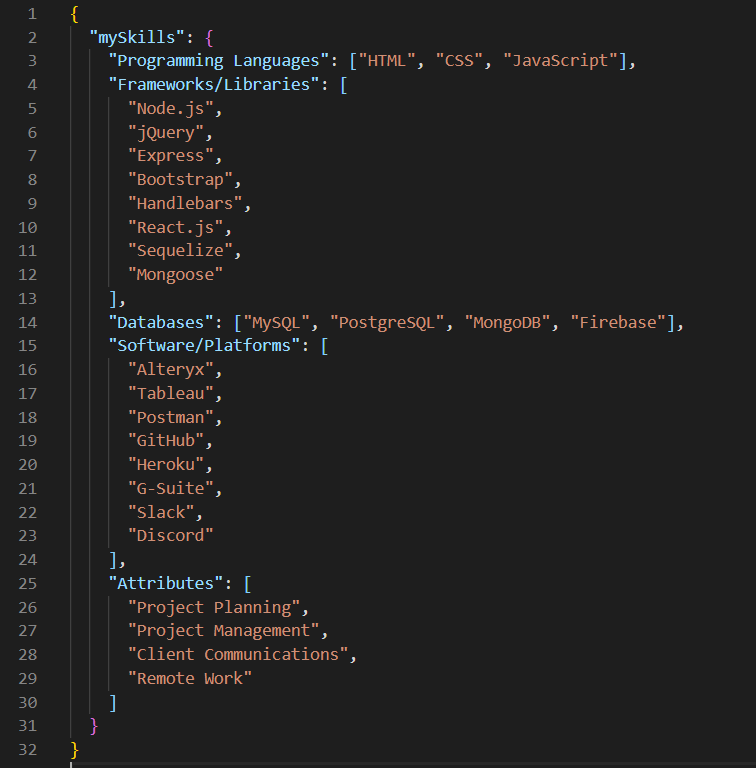 1 {
2   "mySkills": {
3     "Programming Languages": ["HTML", "CSS", "JavaScript"],
4     "Frameworks/Libraries": [
5       "Node.js",
6       "jQuery",
7       "Express",
8       "Bootstrap",
9       "Handlebars",
10       "React.js",
11       "Sequelize",
12       "Mongoose"
13     ],
14     "Databases": ["MySQL", "PostgreSQL", "MongoDB", "Firebase"],
15     "Software/Platforms": [
16       "Alteryx",
17       "Tableau",
18       "Postman",
19       "GitHub",
20       "Heroku",
21       "G-Suite",
22       "Slack",
23       "Discord"
24     ],
25     "Attributes": [
26       "Project Planning",
27       "Project Management",
28       "Client Communications",
29       "Remote Work"
30     ]
31   }
32 }